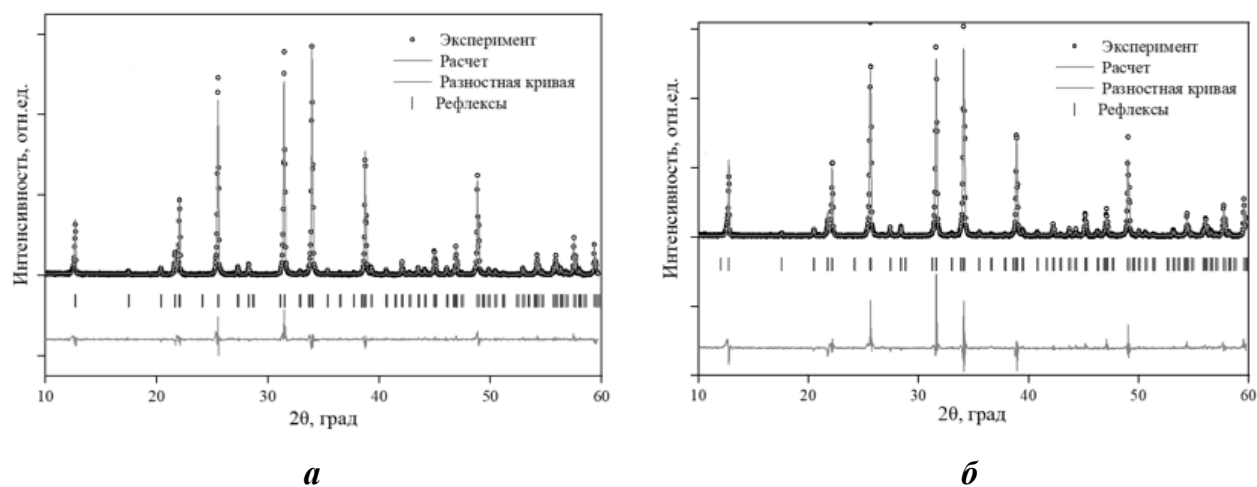 Интенсивность, отн.ед.
Эксперимент
Расчет
Разностная кривая
Рефлексы
10 20 30 40 50 60
2θ, град
а
Интенсивность, отн.ед.
Эксперимент
Расчет
Разностная кривая
Рефлексы
10 20 30 40 50 60
2θ, град
б